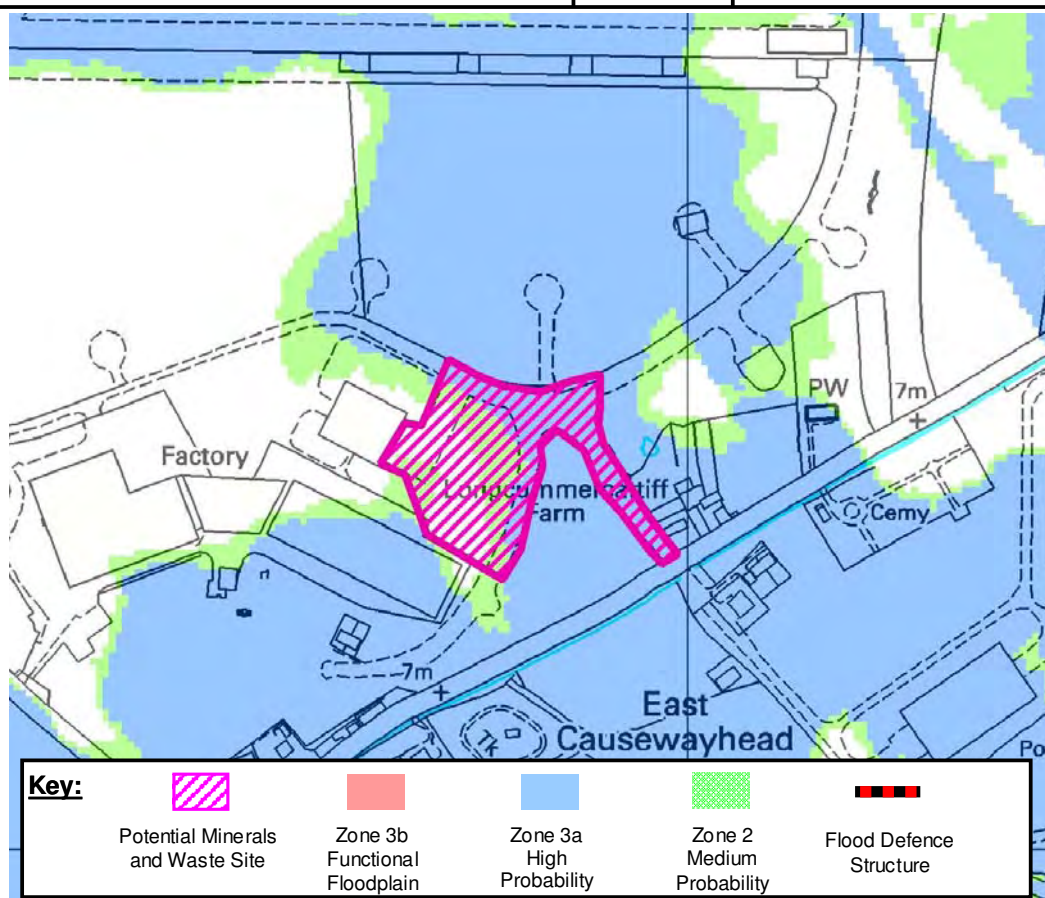 PW
7m
Factory
Farm
Cemy
7m
East
Causewayhead
Po
Key:
Potential Minerals
and Waste Site
Zone 3b
Functional
Floodplain
Zone 3a
High
Probability
Zone 2
Medium
Probability
Flood Defence
Structure